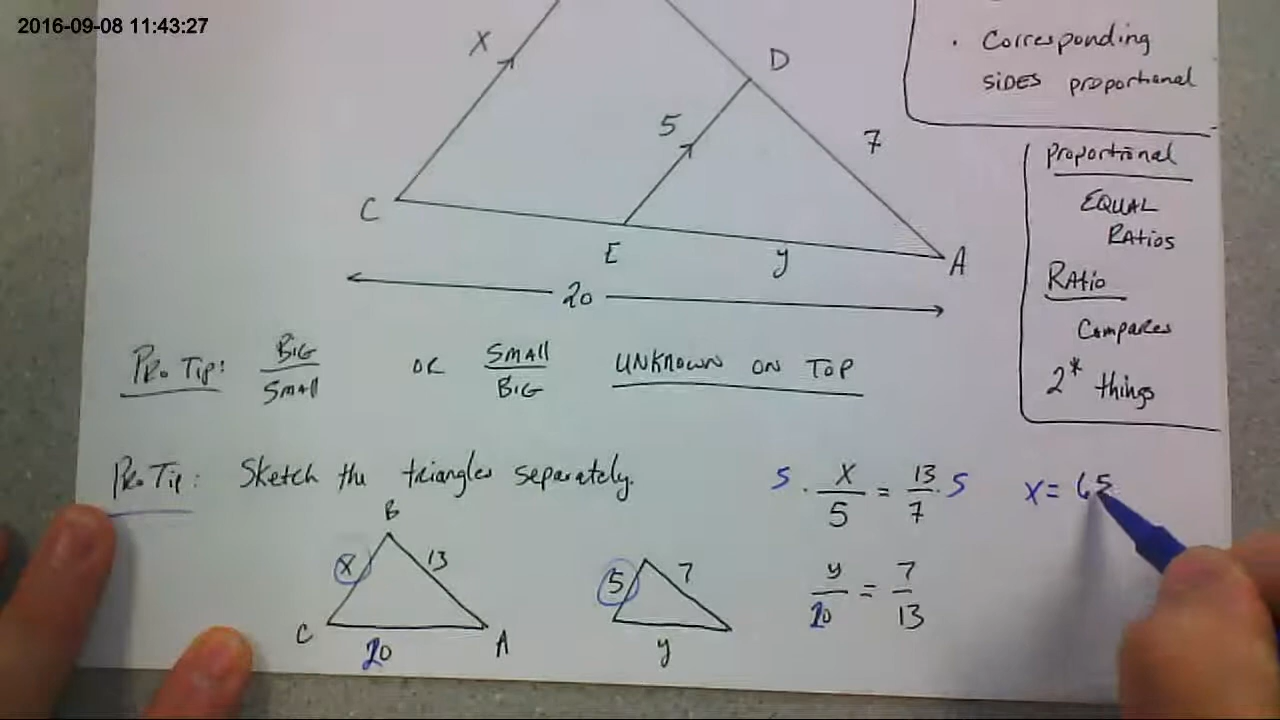 2016-09-08 11:43:27
X
D
5
7
C
E
y
A
20
• Corresponding
SIDES proportional
Proportional
EQUAL
RATIOS
RATIO
Compares
2* things
PRO TIP: BIG/SMALL OR SMALL/BIG UNKNOWN ON TOP
PRO TIP: Sketch the triangles separately.
5 · X/5 = 13/7 · 5
X = 65
y/20 = 7/13
B
X
13
C
20
A
5
7
y